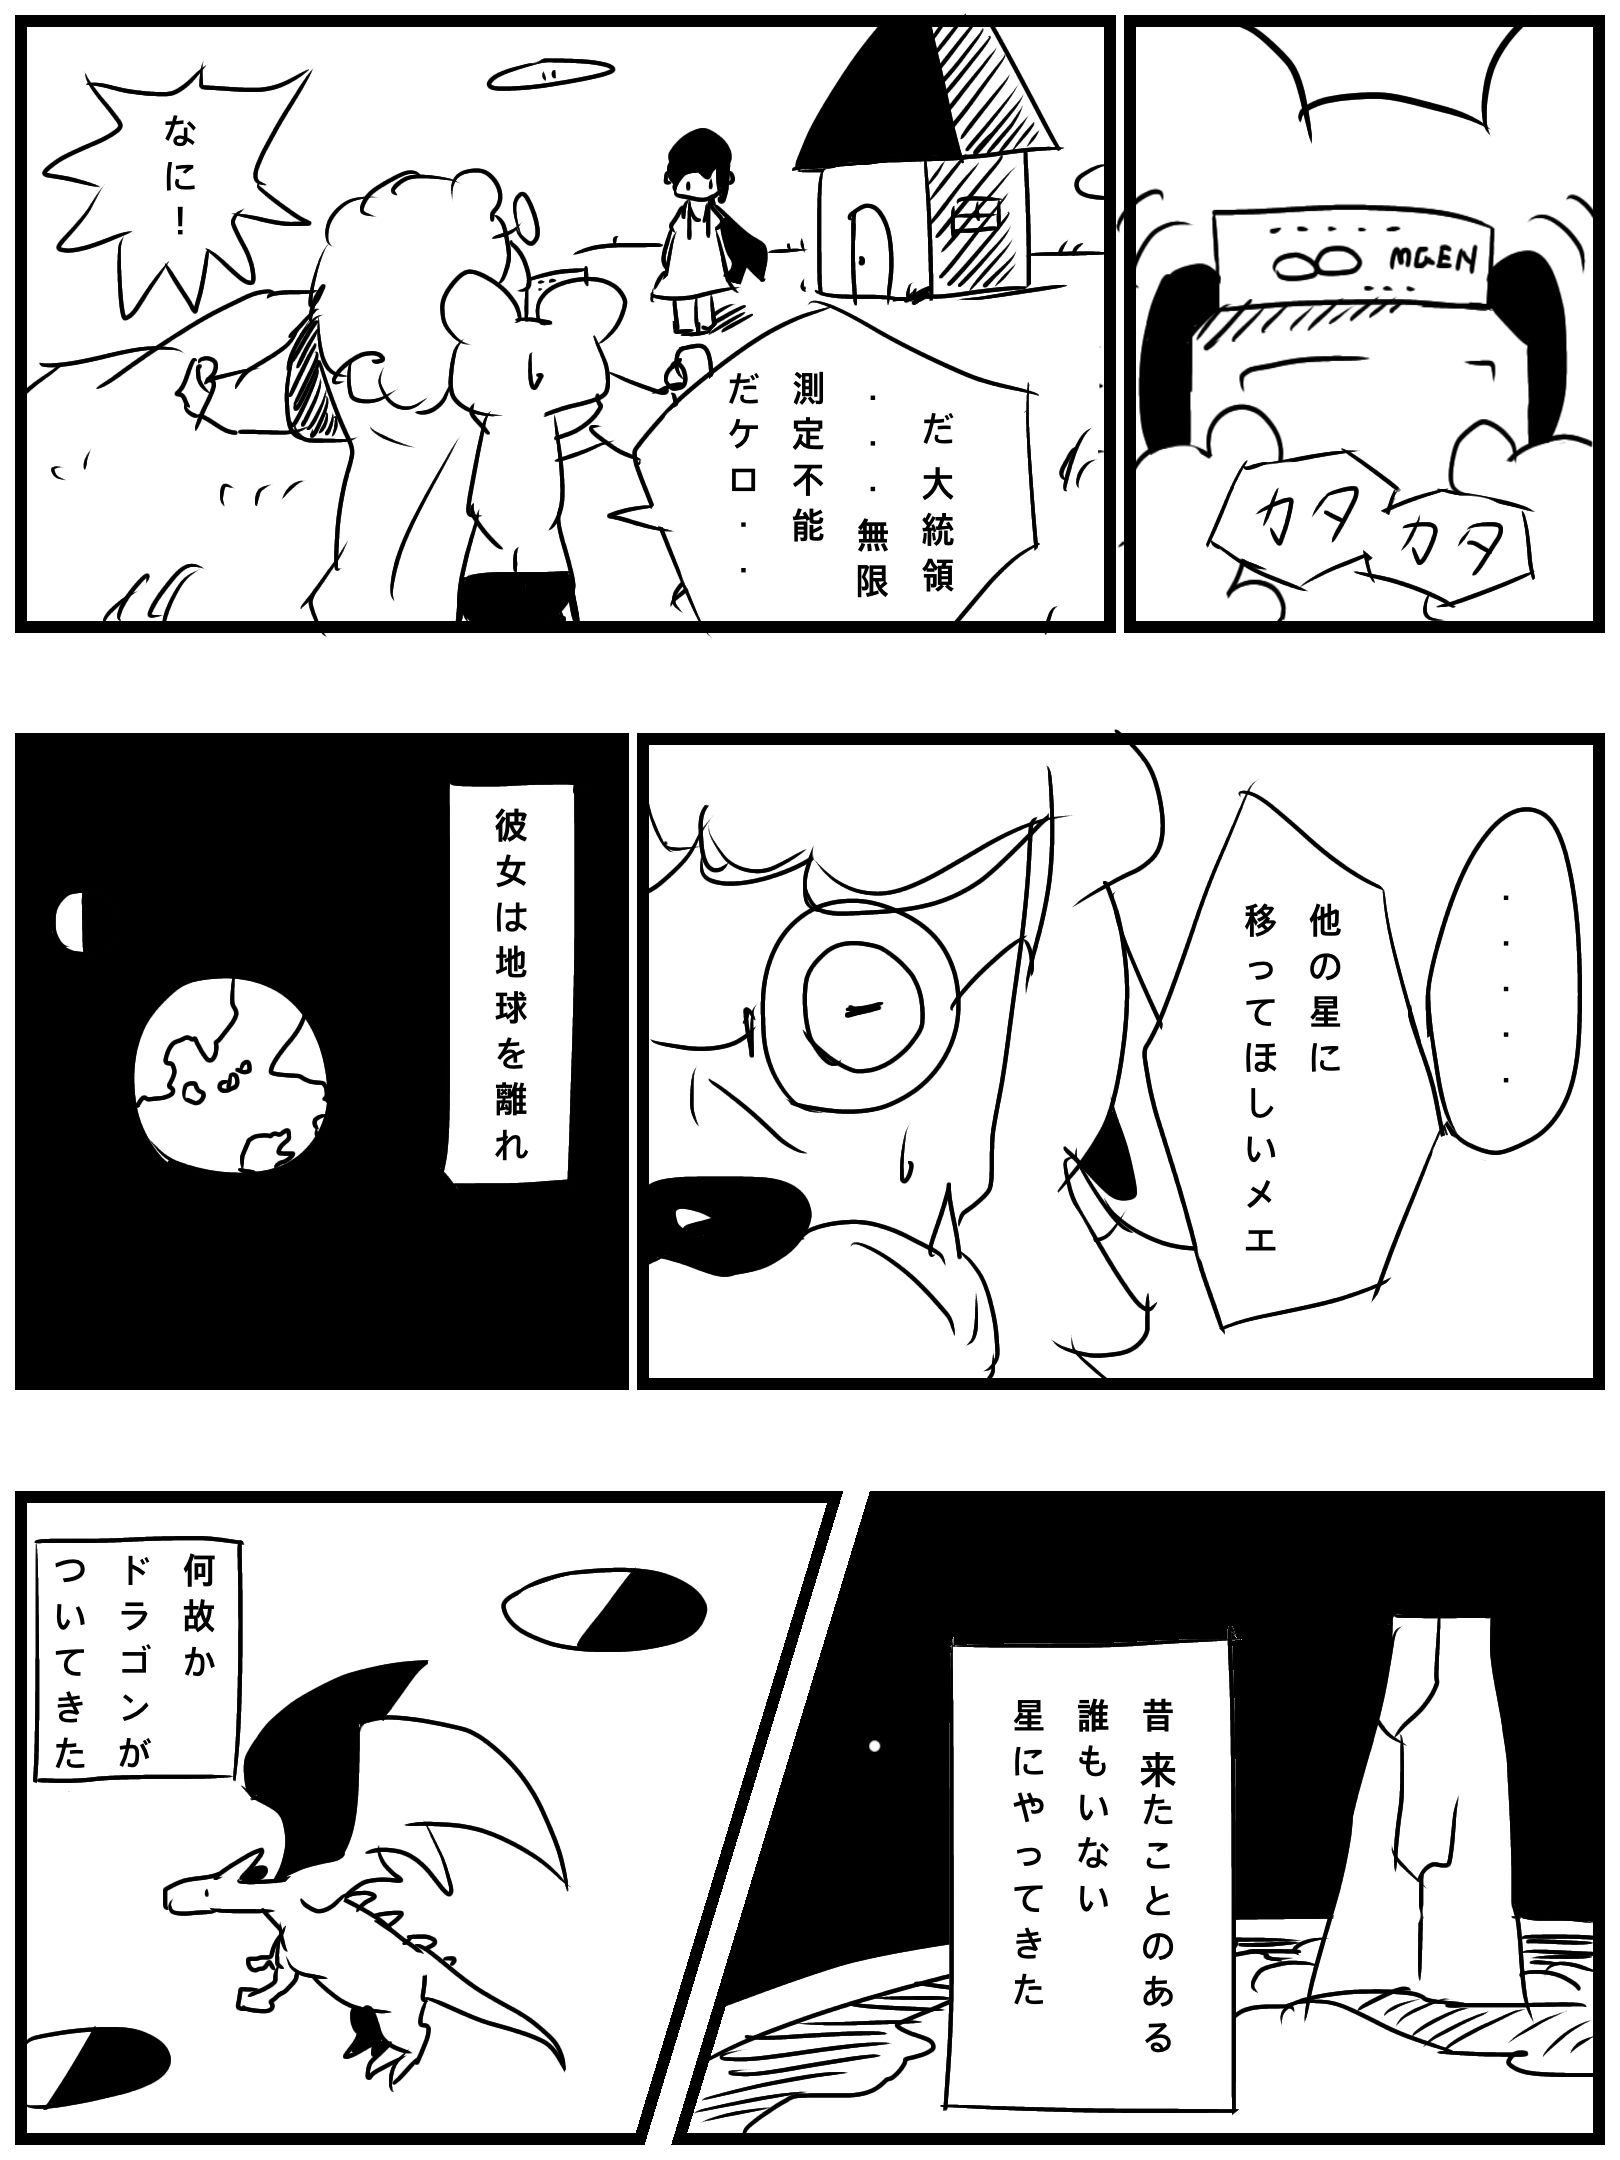 ∞ MGEN
カタ
カタ
だ大統領
・・・無限
測定不能
だケロ・・
なに！
・・・・・
他の星に
移ってほしいメエ
彼女は地球を離れ
昔来たことのある
誰もいない
星にやってきた
何故か
ドラゴンが
ついてきた